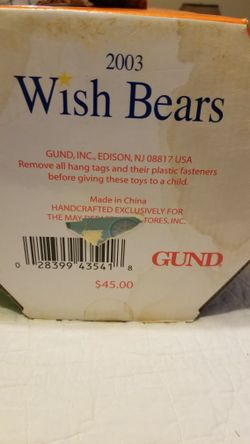 2003
Wish Bears
GUND, INC., EDISON, NJ 08817 USA
Remove all hang tags and their plastic fasteners
before giving these toys to a child.
Made in China
HANDCRAFTED EXCLUSIVELY FOR
THE MAY STORES, INC.
0 28399 43541 8
GUND
$45.00